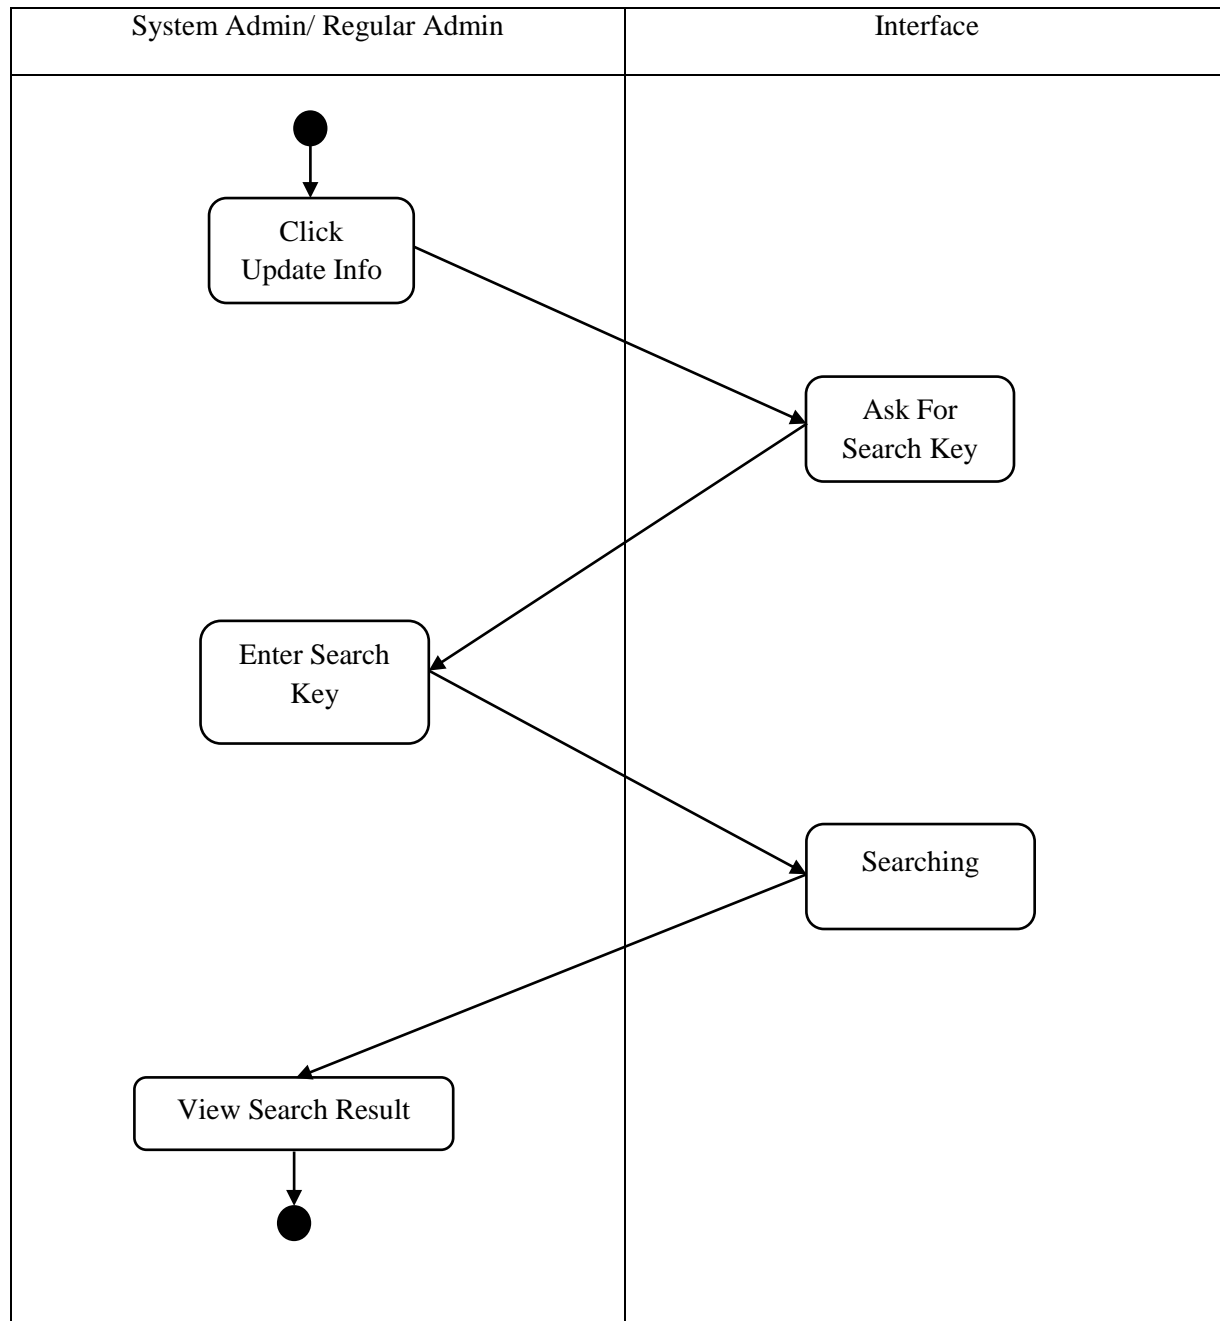 System Admin/ Regular Admin
Interface
Click
Update Info
Ask For
Search Key
Enter Search
Key
Searching
View Search Result